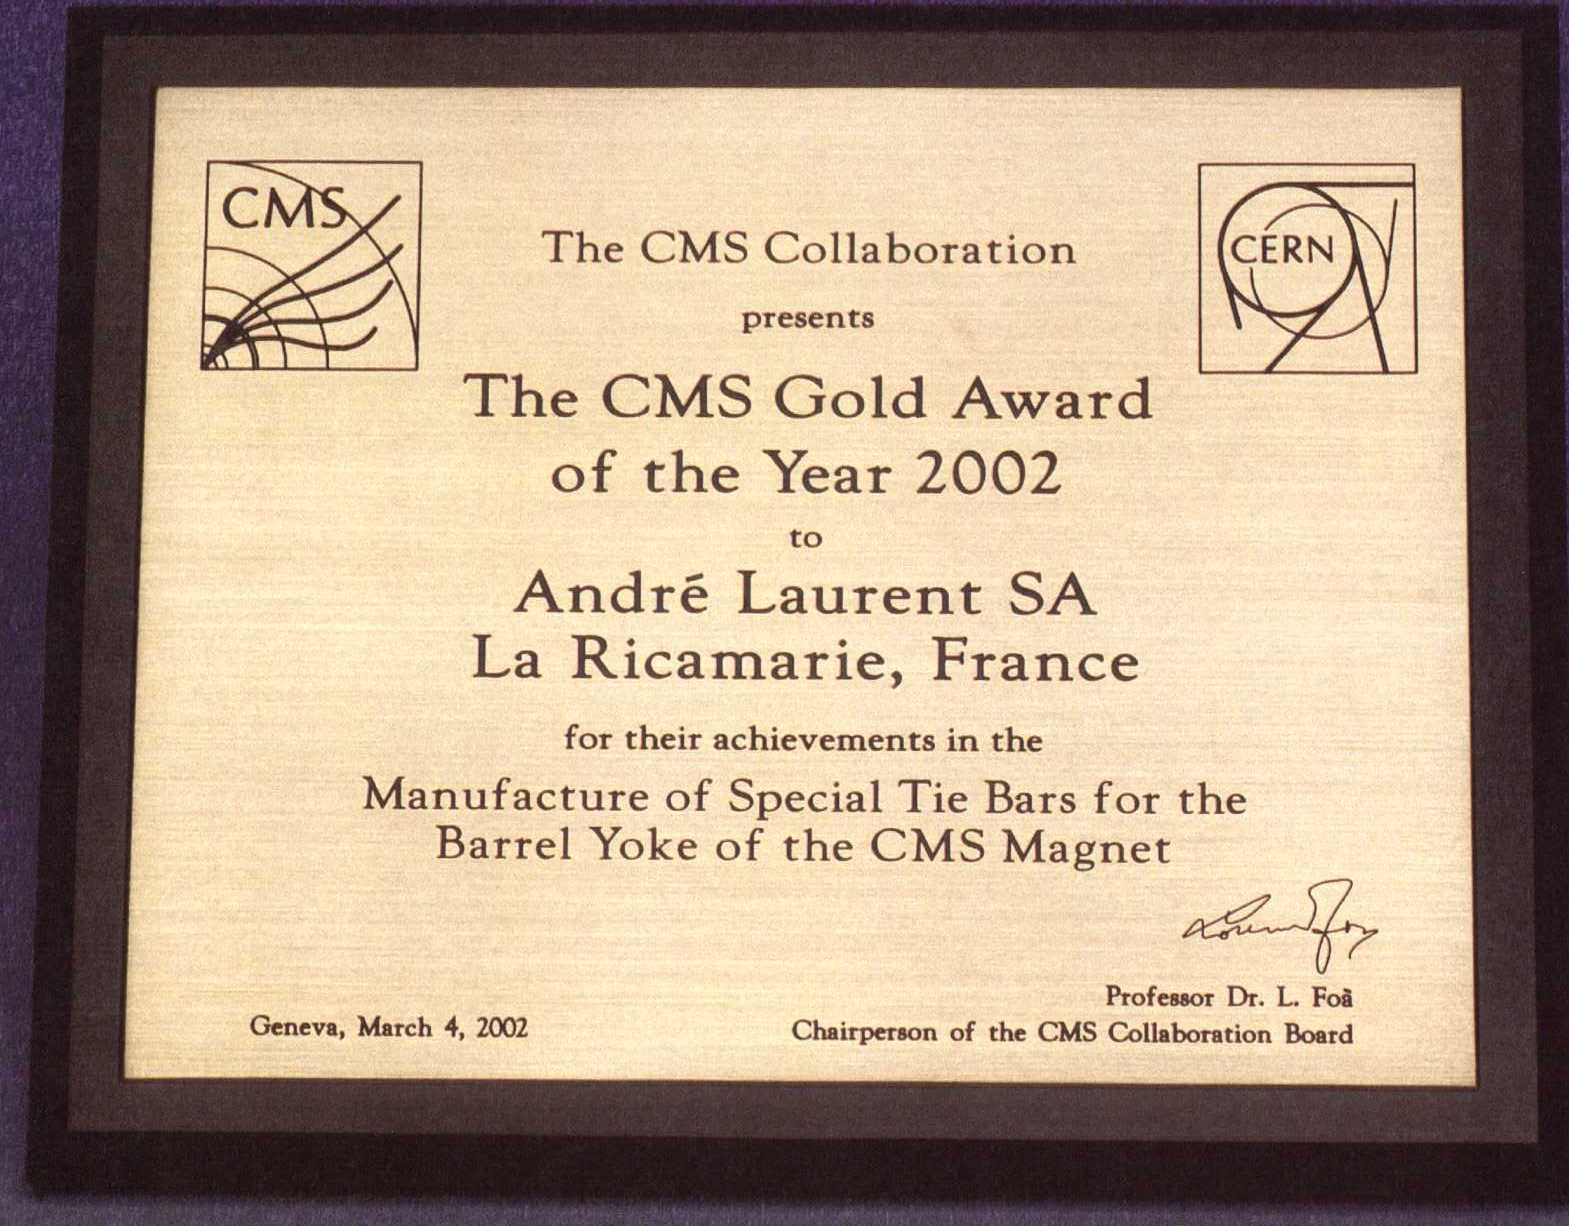 CMS
CERN
The CMS Collaboration
presents
The CMS Gold Award
of the Year 2002
to
André Laurent SA
La Ricamarie, France
for their achievements in the
Manufacture of Special Tie Bars for the
Barrel Yoke of the CMS Magnet
Professor Dr. L. Foà
Geneva, March 4, 2002
Chairperson of the CMS Collaboration Board